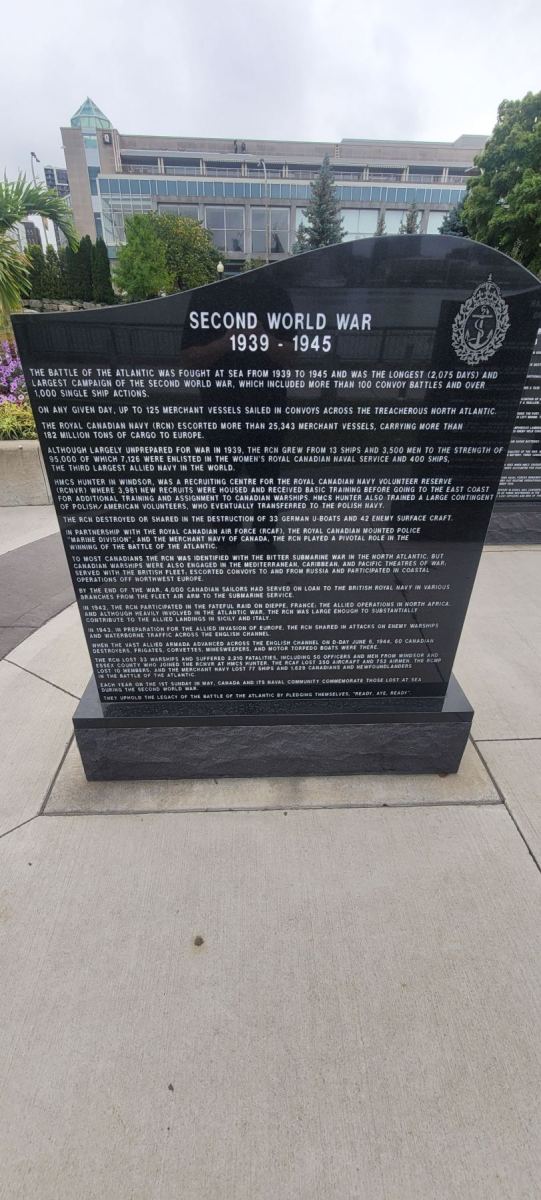 SECOND WORLD WAR
1939 - 1945
THE BATTLE OF THE ATLANTIC WAS FOUGHT AT SEA FROM 1939 TO 1945 AND WAS THE LONGEST (2,075 DAYS) AND
LARGEST CAMPAIGN OF THE SECOND WORLD WAR, WHICH INCLUDED MORE THAN 100 CONVOY BATTLES AND OVER
1,000 SINGLE SHIP ACTIONS.
ON ANY GIVEN DAY, UP TO 125 MERCHANT VESSELS SAILED IN CONVOYS ACROSS THE TREACHEROUS NORTH ATLANTIC.
THE ROYAL CANADIAN NAVY (RCN) ESCORTED MORE THAN 25,343 MERCHANT VESSELS, CARRYING MORE THAN
182 MILLION TONS OF CARGO TO EUROPE.
ALTHOUGH LARGELY UNPREPARED FOR WAR IN 1939, THE RCN GREW FROM 13 SHIPS AND 3,500 MEN TO THE STRENGTH OF
95,000 OF WHICH 7,126 WERE ENLISTED IN THE WOMEN'S ROYAL CANADIAN NAVAL SERVICE AND 400 SHIPS,
THE THIRD LARGEST ALLIED NAVY IN THE WORLD.
HMCS HUNTER IN WINDSOR, WAS A RECRUITING CENTRE FOR THE ROYAL CANADIAN NAVY VOLUNTEER RESERVE
(RCNVR) WHERE 3,981 NEW RECRUITS WERE HOUSED AND RECEIVED BASIC TRAINING BEFORE GOING TO THE EAST COAST
FOR ADDITIONAL TRAINING AND ASSIGNMENT TO CANADIAN WARSHIPS. HMCS HUNTER ALSO TRAINED A LARGE CONTINGENT
OF POLISH/AMERICAN VOLUNTEERS, WHO EVENTUALLY TRANSFERRED TO THE POLISH NAVY.
THE RCN DESTROYED OR SHARED IN THE DESTRUCTION OF 33 GERMAN U-BOATS AND 42 ENEMY SURFACE CRAFT.
IN PARTNERSHIP WITH THE ROYAL CANADIAN AIR FORCE (RCAF), THE ROYAL CANADIAN MOUNTED POLICE
"MARINE DIVISION", AND THE MERCHANT NAVY OF CANADA, THE RCN PLAYED A PIVOTAL ROLE IN THE
WINNING OF THE BATTLE OF THE ATLANTIC.
TO MOST CANADIANS THE RCN WAS IDENTIFIED WITH THE BITTER SUBMARINE WAR IN THE NORTH ATLANTIC, BUT
CANADIAN WARSHIPS WERE ALSO ENGAGED IN THE MEDITERRANEAN, CARIBBEAN, AND PACIFIC THEATRES OF WAR;
SERVED WITH THE BRITISH FLEET; ESCORTED CONVOYS TO AND FROM RUSSIA AND PARTICIPATED IN COASTAL
OPERATIONS OFF NORTHWEST EUROPE.
BY THE END OF THE WAR, 4,000 CANADIAN SAILORS HAD SERVED ON LOAN TO THE BRITISH ROYAL NAVY IN VARIOUS
BRANCHES FROM THE FLEET AIR ARM TO THE SUBMARINE SERVICE.
IN 1942, THE RCN PARTICIPATED IN THE FATEFUL RAID ON DIEPPE, FRANCE, THE ALLIED OPERATIONS IN NORTH AFRICA,
AND ALTHOUGH HEAVILY INVOLVED IN THE ATLANTIC WAR, THE RCN WAS LARGE ENOUGH TO SUBSTANTIALLY
CONTRIBUTE TO THE ALLIED LANDINGS IN SICILY AND ITALY.
IN 1943, IN PREPARATION FOR THE ALLIED INVASION OF EUROPE, THE RCN SHARED IN ATTACKS ON ENEMY WARSHIPS
AND WATERBORNE TRAFFIC ACROSS THE ENGLISH CHANNEL.
WHEN THE VAST ALLIED ARMADA ADVANCED ACROSS THE ENGLISH CHANNEL ON D-DAY JUNE 6, 1944, 60 CANADIAN
DESTROYERS, FRIGATES, CORVETTES, MINESWEEPERS, AND MOTOR TORPEDO BOATS WERE THERE.
THE RCN LOST 33 WARSHIPS AND SUFFERED 2,210 FATALITIES, INCLUDING 50 OFFICERS AND MEN FROM WINDSOR AND
ESSEX COUNTY WHO JOINED THE RCNVR AT HMCS HUNTER. THE RCAF LOST 350 AIRCRAFT AND 753 AIRMEN. THE RCMP
LOST 10 MEMBERS, AND THE MERCHANT NAVY LOST 77 SHIPS AND 1,629 CANADIANS AND NEWFOUNDLANDERS
IN THE BATTLE OF THE ATLANTIC.
EACH YEAR ON THE 1ST SUNDAY IN MAY, CANADA AND ITS NAVAL COMMUNITY COMMEMORATE THOSE LOST AT SEA
DURING THE SECOND WORLD WAR.
THEY UPHOLD THE LEGACY OF THE BATTLE OF THE ATLANTIC BY PLEDGING THEMSELVES, "READY, AYE, READY".